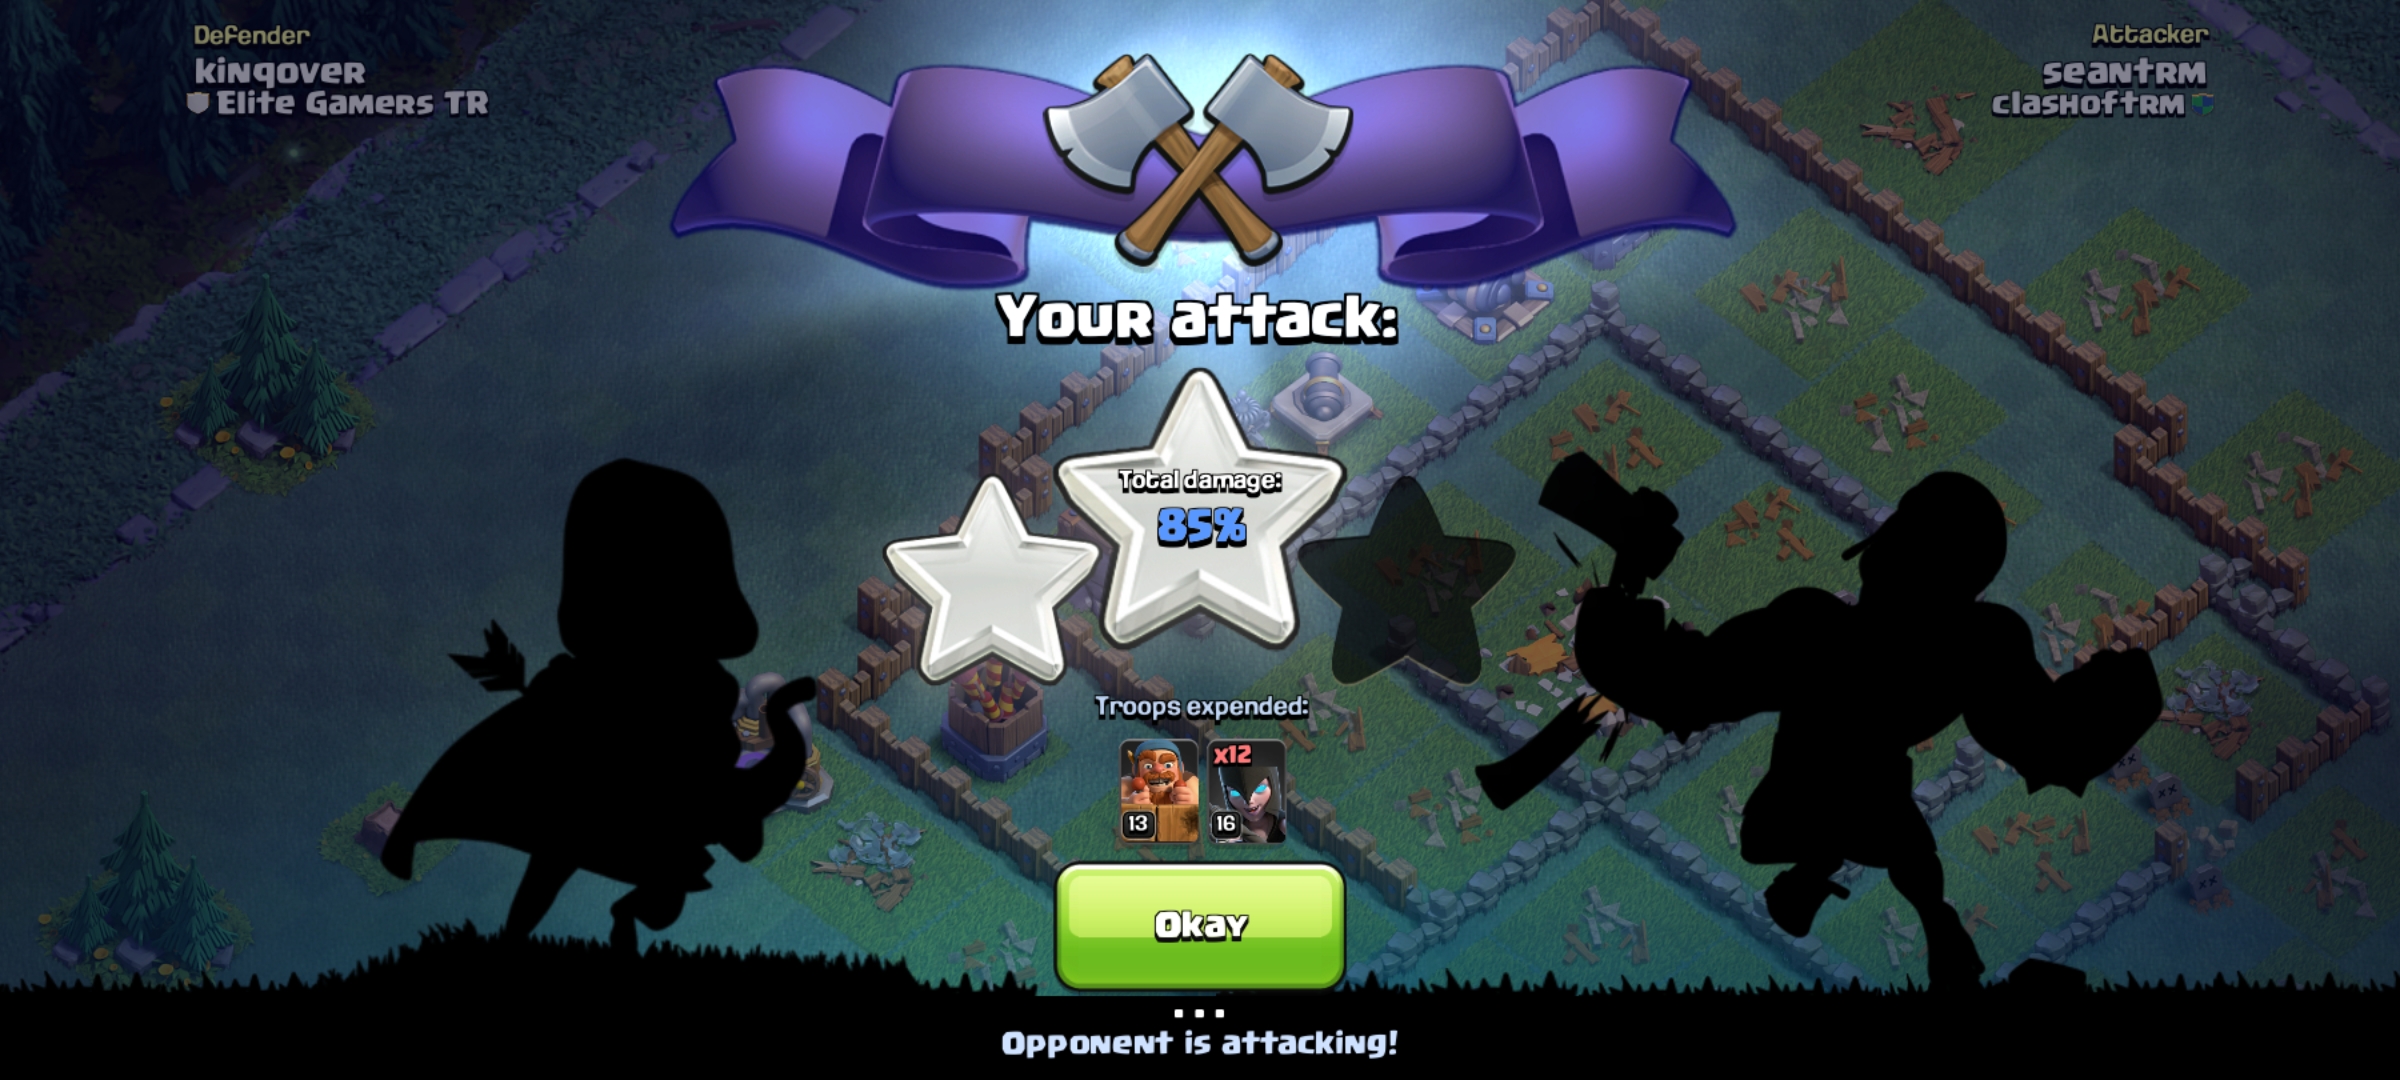 Defender
kingover
Elite Gamers TR
Attacker
seantrm
clashoftrm
Your attack:
Total damage:
85%
Troops expended:
x12
13
16
Okay
...
Opponent is attacking!